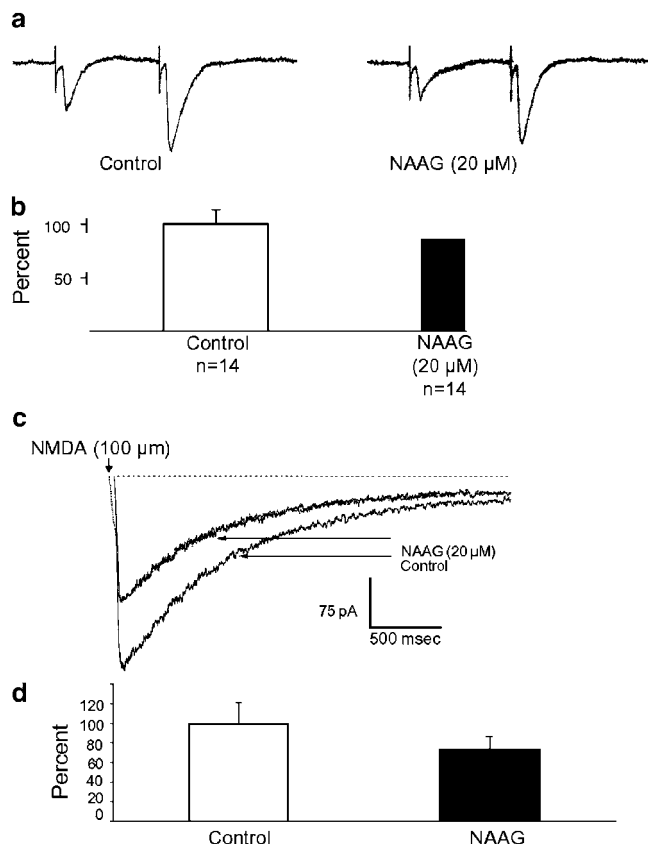 a
Control
NAAG (20 µM)
b
Percent
100
50
Control
n=14
NAAG
(20 µM)
n=14
c
NMDA (100 µm)
NAAG (20 µM)
Control
75 pA
500 msec
d
Percent
120
100
80
60
40
20
0
Control
NAAG